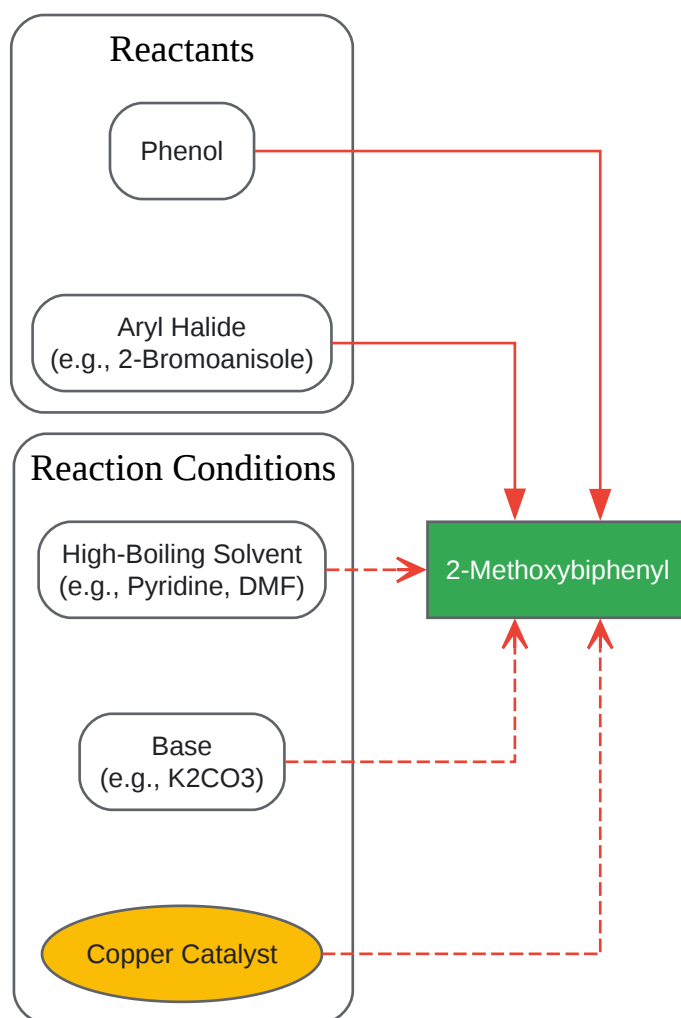 Reactants
Phenol
Aryl Halide
(e.g., 2-Bromoanisole)
Reaction Conditions
High-Boiling Solvent
(e.g., Pyridine, DMF)
2-Methoxybiphenyl
Base
(e.g., K2CO3)
Copper Catalyst